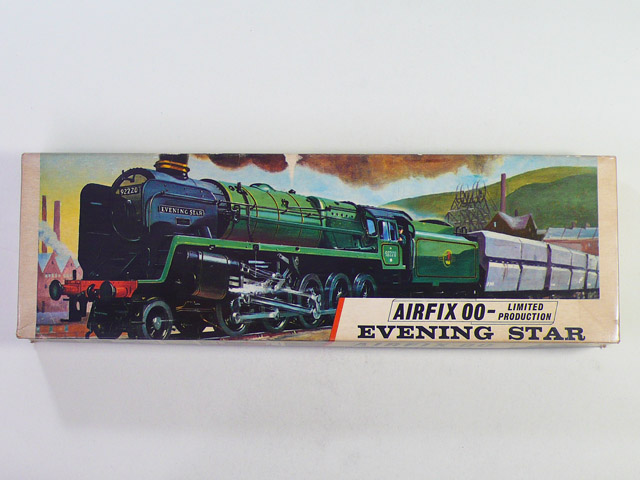 92220
EVENING STAR
92220
AIRFIX 00-
LIMITED
PRODUCTION
EVENING STAR